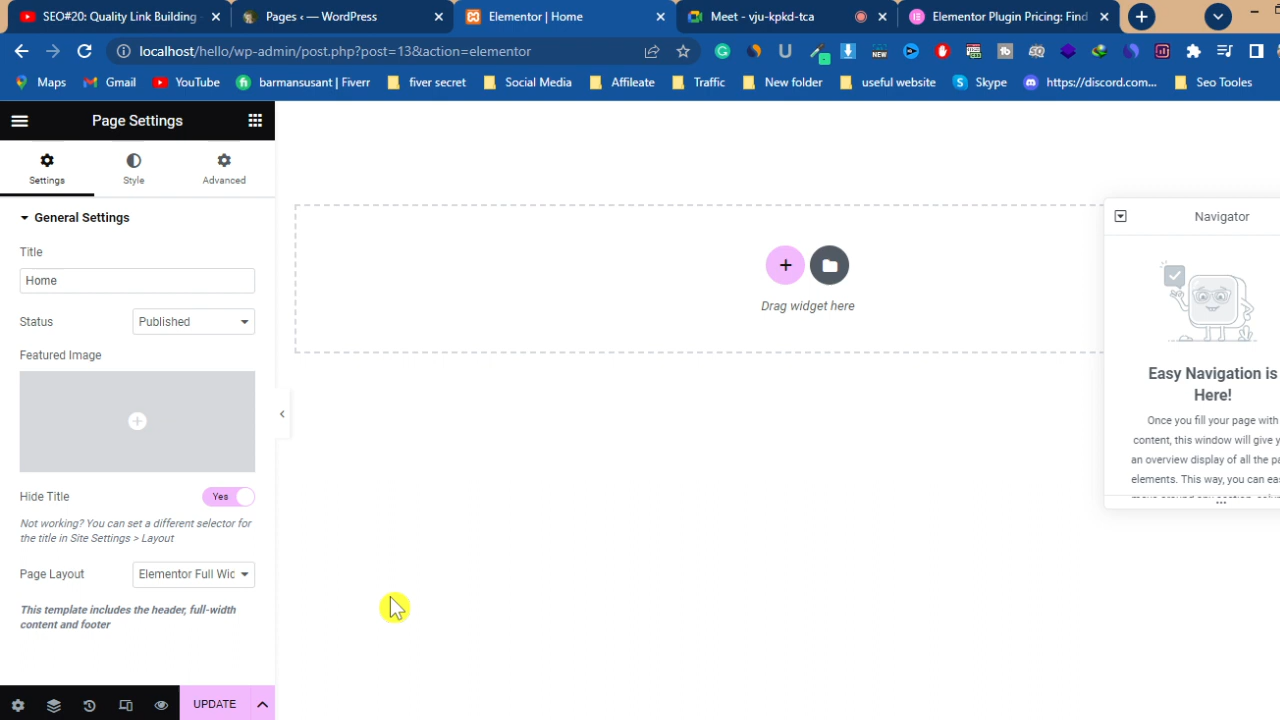 SEO#20: Quality Link Building -
Pages ‹ — WordPress
Elementor | Home
Meet - vju-kpkd-tca
Elementor Plugin Pricing: Find
localhost/hello/wp-admin/post.php?post=13&action=elementor
NEW
Maps
Gmail
YouTube
barmansusant | Fiverr
fiver secret
Social Media
Affileate
Traffic
New folder
useful website
Skype
https://discord.com...
Seo Tooles
Page Settings
Settings
Style
Advanced
General Settings
Title
Home
Status
Published
Featured Image
Hide Title
Yes
Not working? You can set a different selector for
the title in Site Settings > Layout
Page Layout
Elementor Full Wic
This template includes the header, full-width
content and footer
UPDATE
Drag widget here
Navigator
Easy Navigation is
Here!
Once you fill your page with
content, this window will give y
an overview display of all the pa
elements. This way, you can eas